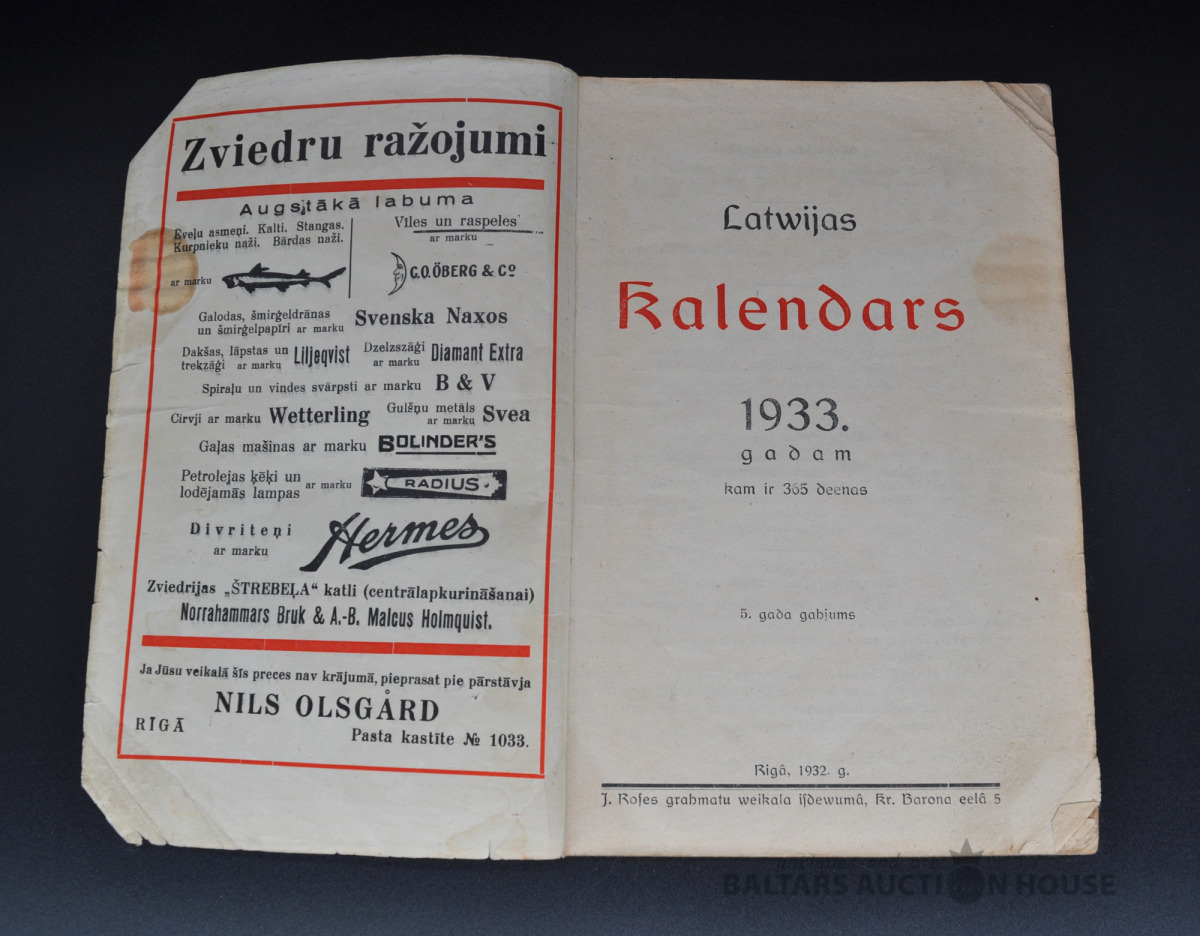 Zviedru ražojumi
Augstākā labuma
Ēveļu asmeņi. Kalti. Stangas.
Kurpnieku naži. Bārdas naži.
ar marku
Vīles un raspeles
ar marku
C.O.ÖBERG & Cº
Galodas, šmirģeldrānas
un šmirģelpapīri ar marku Svenska Naxos
Dakšas, lāpstas un
trekzāģi ar marku Liljeqvist
Dzelzszāģi
ar marku Diamant Extra
Spiraļu un vindes svārpsti ar marku B & V
Cirvji ar marku Wetterling
Gulšņu metāls
ar marku Svea
Gaļas mašinas ar marku BOLINDER'S
Petrolejas ķēķi un
lodējamās lampas ar marku RADIUS
Divriteņi
ar marku Hermes
Zviedrijas „ŠTREBEĻA“ katli (centrālapkurināšanai)
Norrahammars Bruk & A.-B. Malcus Holmquist.
Ja Jūsu veikalā šīs preces nav krājumā, pieprasat pie pārstāvja
NILS OLSGÅRD
RĪGĀ
Pasta kastīte № 1033.
Latwijas
Kalendars
1933.
gadam
kam ir 365 deenas
5. gada gahjums
Rigâ, 1932. g.
J. Roſes grahmatu weikala iſdewumâ, Kr. Barona eelâ 5
BALTARS AUCTION HOUSE